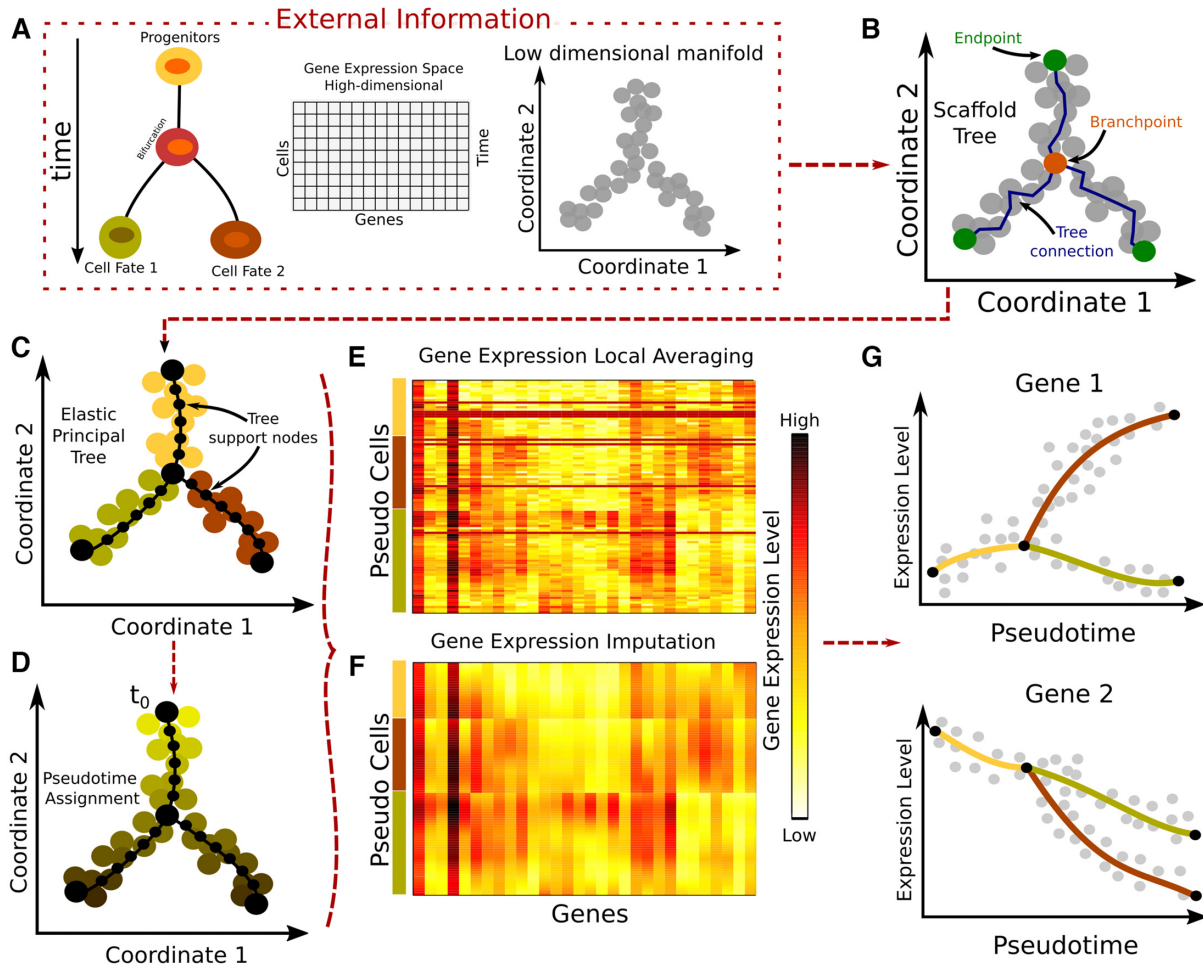 External Information
A
time
Progenitors
Bifurcation
Cell Fate 1
Cell Fate 2
Gene Expression Space
High-dimensional
Cells
Time
Genes
Low dimensional manifold
Coordinate 2
Coordinate 1
B
Endpoint
Scaffold
Tree
Branchpoint
Tree
connection
Coordinate 2
Coordinate 1
C
Elastic
Principal
Tree
Tree
support nodes
Coordinate 2
Coordinate 1
D
t0
Pseudotime
Assignment
Coordinate 2
Coordinate 1
E
Gene Expression Local Averaging
Pseudo Cells
High
Gene Expression Level
Low
F
Gene Expression Imputation
Pseudo Cells
Genes
G
Gene 1
Expression Level
Pseudotime
Gene 2
Expression Level
Pseudotime